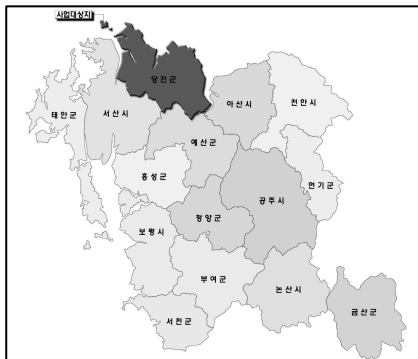 사업대상지
당진군
아산시
천안시
태안군
서산시
예산군
홍성군
연기군
공주시
청양군
보령시
부여군
논산시
금산군
서천군